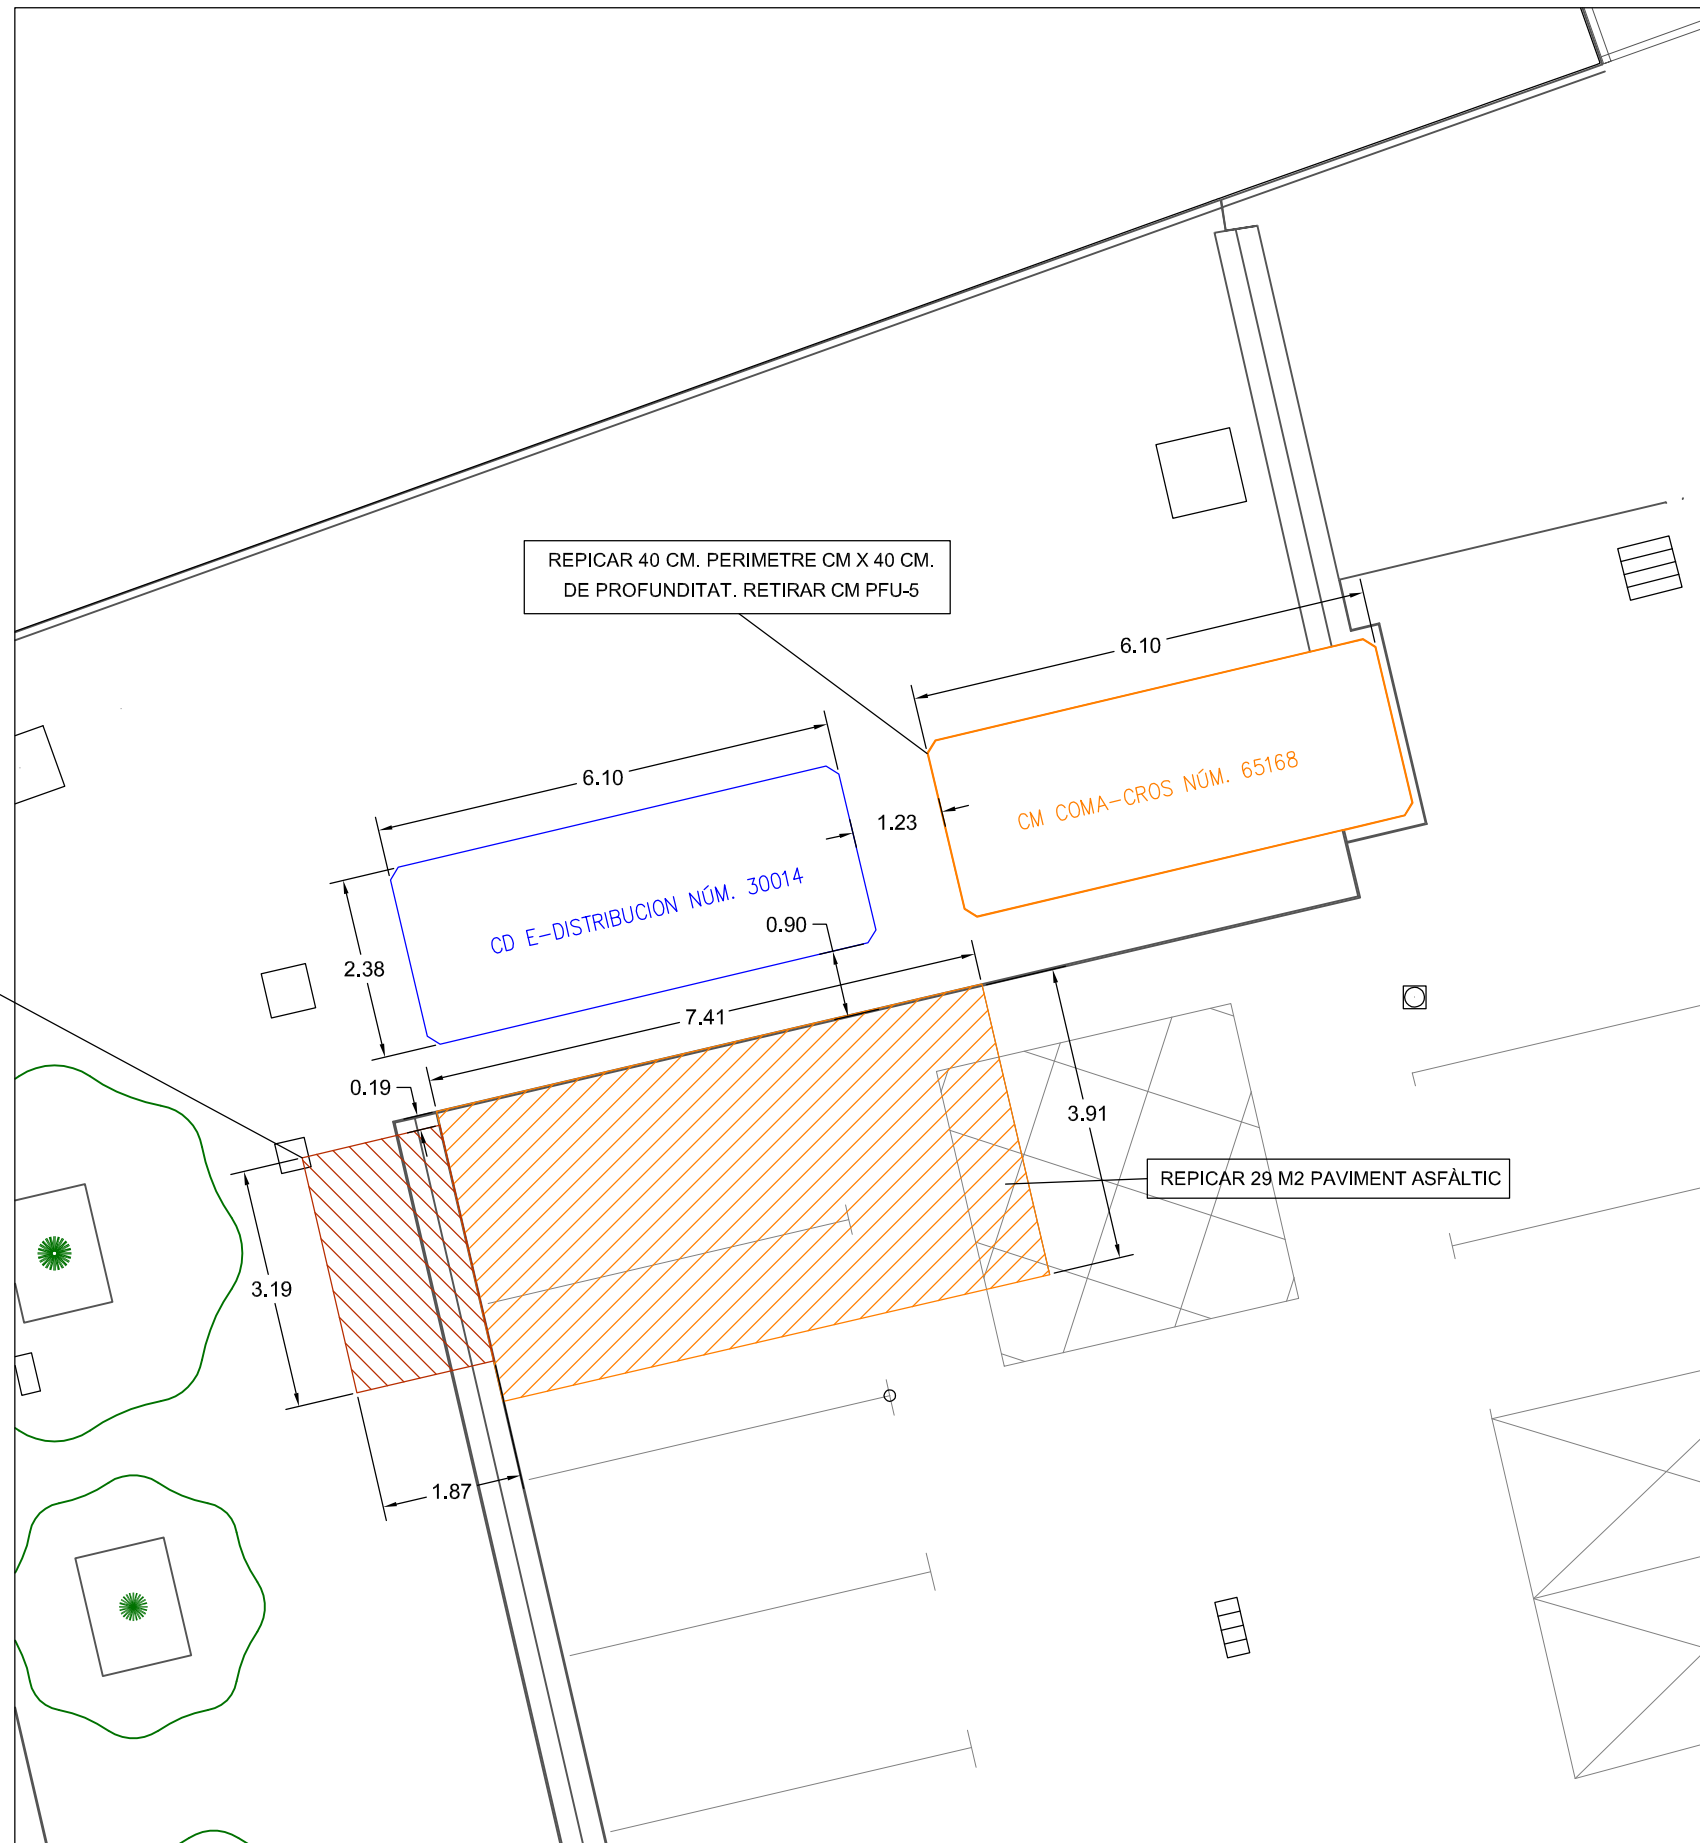 REPICAR 40 CM. PERIMETRE CM X 40 CM.
DE PROFUNDITAT. RETIRAR CM PFU-5
6.10
6.10
CM COMA-CROS NÚM. 65168
1.23
CD E-DISTRIBUCION NÚM. 30014
0.90
2.38
7.41
0.19
3.91
REPICAR 29 M2 PAVIMENT ASFÀLTIC
3.19
1.87